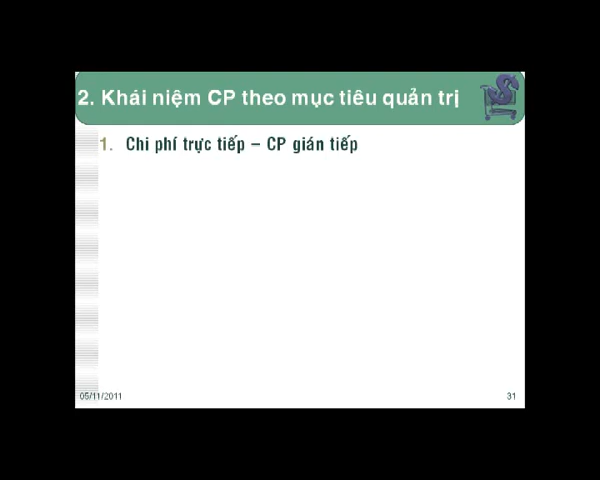 2. Khái niệm CP theo mục tiêu quản trị
1. Chi phí trực tiếp – CP gián tiếp
05/11/2011
31